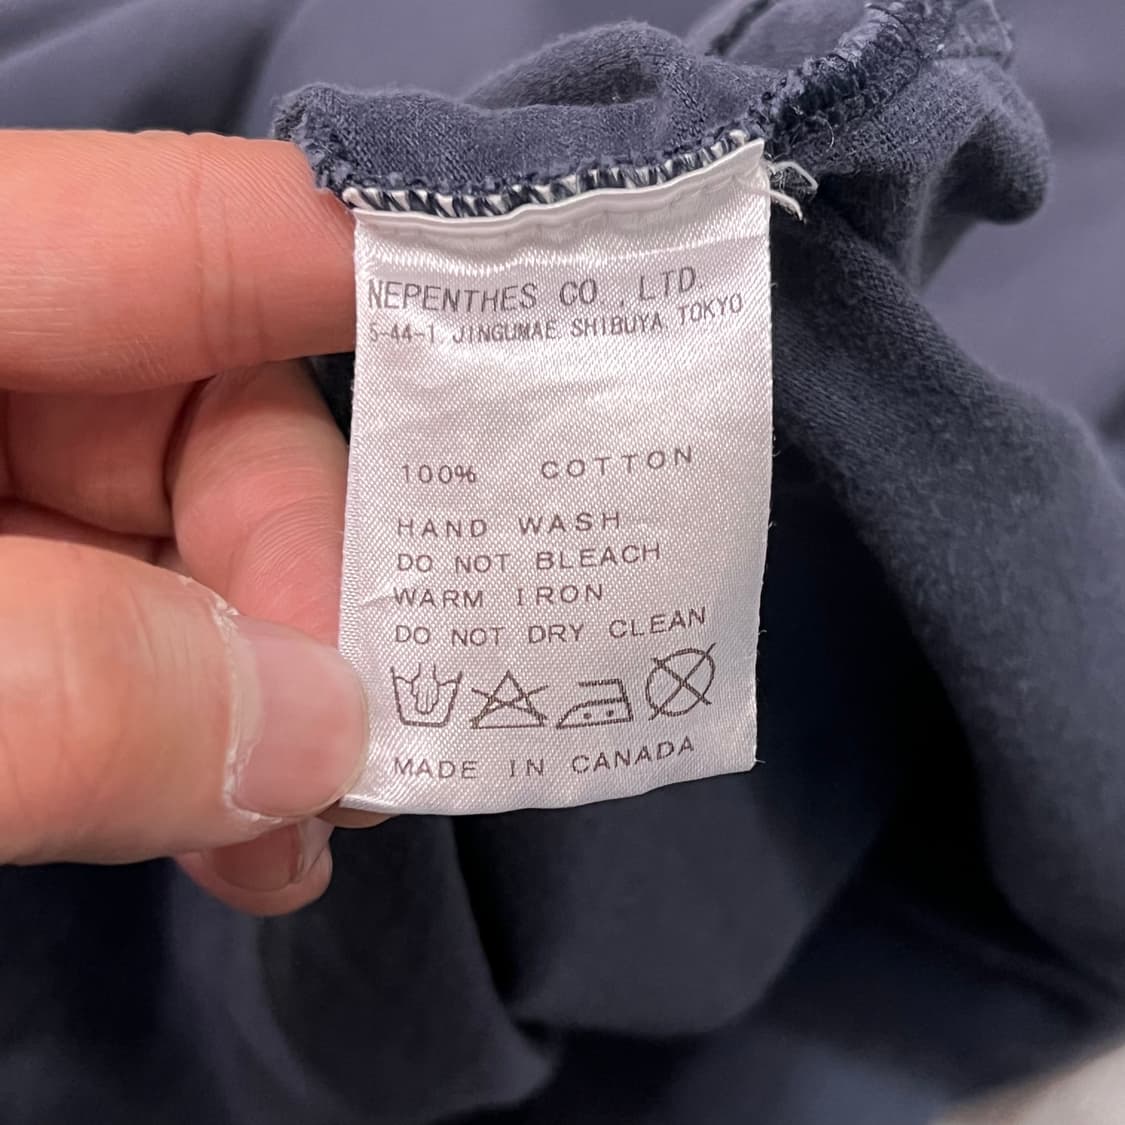 NEPENTHES CO.,LTD.
5-44-1 JINGUMAE SHIBUYA TOKYO
100% COTTON
HAND WASH
DO NOT BLEACH
WARM IRON
DO NOT DRY CLEAN
MADE IN CANADA